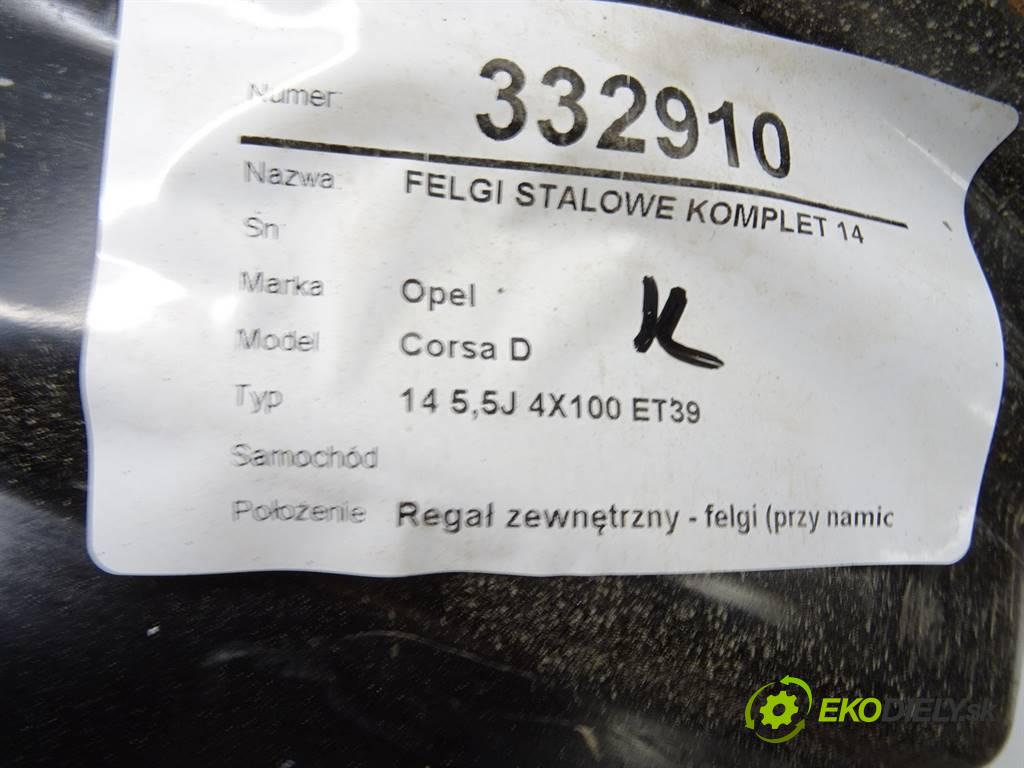 Numer: 332910
Nazwa: FELGI STALOWE KOMPLET 14
Sn
Marka Opel
Model Corsa D
K
Typ 14 5,5J 4X100 ET39
Samochód
Położenie Regał zewnętrzny - felgi (przy namic
EKODIELY.sk